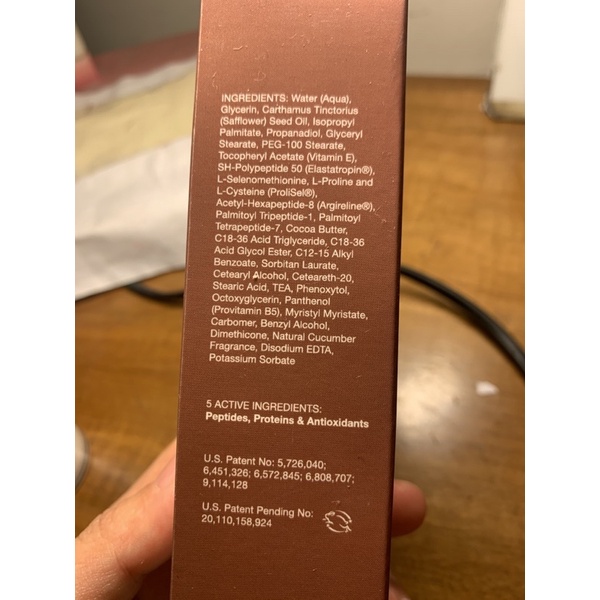 INGREDIENTS: Water (Aqua),
Glycerin, Carthamus Tinctorius
(Safflower) Seed Oil, Isopropyl
Palmitate, Propanadiol, Glyceryl
Stearate, PEG-100 Stearate,
Tocopheryl Acetate (Vitamin E),
SH-Polypeptide 50 (Elastatropin®),
L-Selenomethionine, L-Proline and
L-Cysteine (ProliSel®),
Acetyl-Hexapeptide-8 (Argireline®),
Palmitoyl Tripeptide-1, Palmitoyl
Tetrapeptide-7, Cocoa Butter,
C18-36 Acid Triglyceride, C18-36
Acid Glycol Ester, C12-15 Alkyl
Benzoate, Sorbitan Laurate,
Cetearyl Alcohol, Ceteareth-20,
Stearic Acid, TEA, Phenoxytol,
Octoxyglycerin, Panthenol
(Provitamin B5), Myristyl Myristate,
Carbomer, Benzyl Alcohol,
Dimethicone, Natural Cucumber
Fragrance, Disodium EDTA,
Potassium Sorbate
5 ACTIVE INGREDIENTS:
Peptides, Proteins & Antioxidants
U.S. Patent No: 5,726,040;
6,451,326; 6,572,845; 6,808,707;
9,114,128
U.S. Patent Pending No:
20,110,158,924